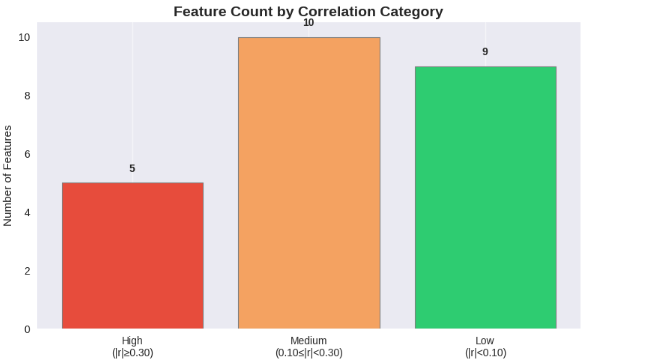 Feature Count by Correlation Category
Number of Features
10
8
6
4
2
0
5
10
9
High
(|r|≥0.30)
Medium
(0.10≤|r|<0.30)
Low
(|r|<0.10)